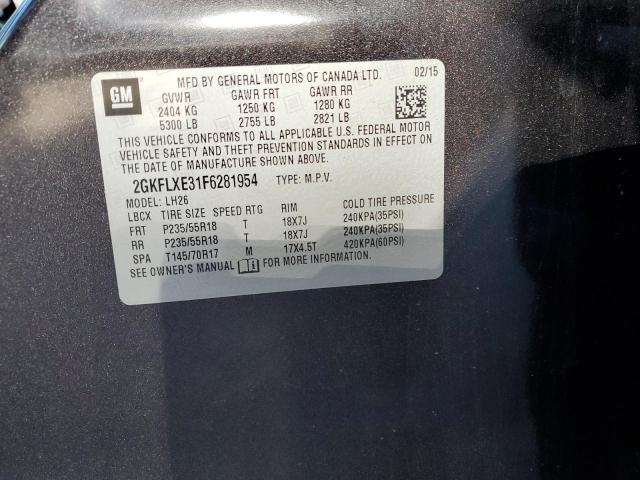 GM
MFD BY GENERAL MOTORS OF CANADA LTD. 02/15
GVWR GAWR FRT GAWR RR
2404 KG 1250 KG 1280 KG
5300 LB 2755 LB 2821 LB
THIS VEHICLE CONFORMS TO ALL APPLICABLE U.S. FEDERAL MOTOR
VEHICLE SAFETY AND THEFT PREVENTION STANDARDS IN EFFECT ON
THE DATE OF MANUFACTURE SHOWN ABOVE.
2GKFLXE31F6281954 TYPE: M.P.V.
MODEL: LH26
LBCX TIRE SIZE SPEED RTG RIM COLD TIRE PRESSURE
FRT P235/55R18 T 18X7J 240KPA(35PSI)
RR P235/55R18 T 18X7J 240KPA(35PSI)
SPA T145/70R17 M 17X4.5T 420KPA(60PSI)
SEE OWNER'S MANUAL FOR MORE INFORMATION